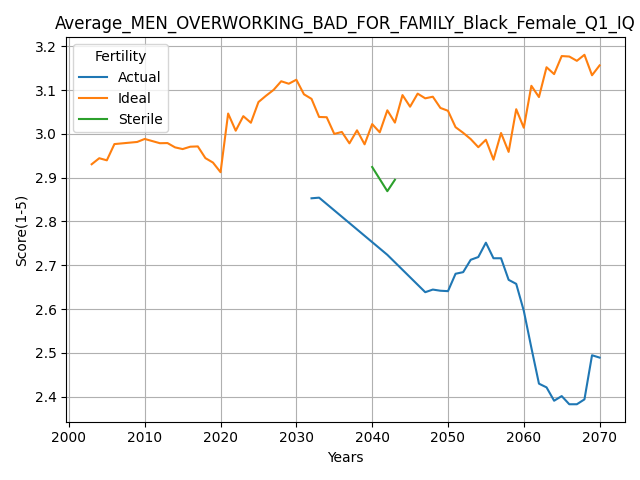 Average_MEN_OVERWORKING_BAD_FOR_FAMILY_Black_Female_Q1_IQ
Fertility
Actual
Ideal
Sterile
Score(1-5)
3.2
3.1
3.0
2.9
2.8
2.7
2.6
2.5
2.4
2000
2010
2020
2030
2040
2050
2060
2070
Years